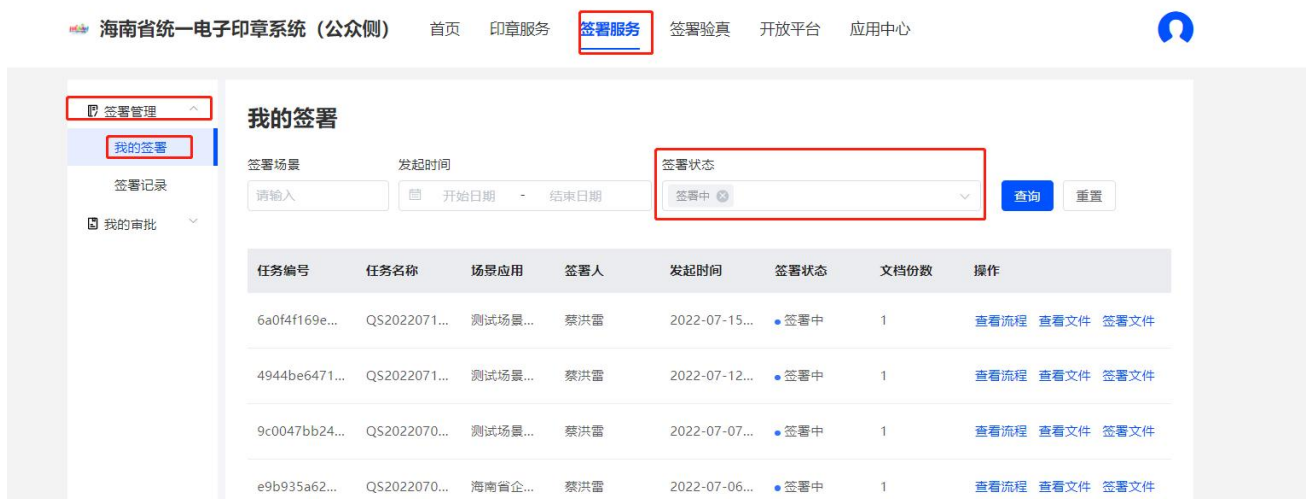 海南省统一电子印章系统（公众侧） 首页 印章服务 签署服务 签署验真 开放平台 应用中心
签署管理
我的签署
签署记录
我的审批
我的签署
签署场景 发起时间 签署状态
请输入 开始日期 - 结束日期 签署中 查询 重置
任务编号 任务名称 场景应用 签署人 发起时间 签署状态 文档份数 操作
6a0f4f169e... QS2022071... 测试场景... 蔡洪雷 2022-07-15... 签署中 1 查看流程 查看文件 签署文件
4944be6471... QS2022071... 测试场景... 蔡洪雷 2022-07-12... 签署中 1 查看流程 查看文件 签署文件
9c0047bb24... QS2022070... 测试场景... 蔡洪雷 2022-07-07... 签署中 1 查看流程 查看文件 签署文件
e9b935a62... QS2022070... 海南省企... 蔡洪雷 2022-07-06... 签署中 1 查看流程 查看文件 签署文件